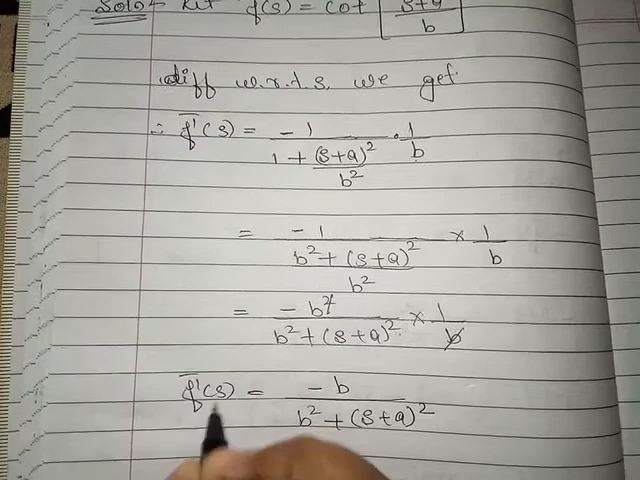 Soln Let f(s) = cot [ s+a / b ]
diff w.r.t.s. we get
∴ f̄'(s) = -1 / (1 + (s+a)² / b²) · 1/b
= -1 / (b² + (s+a)² / b²) × 1/b
= -b² / (b² + (s+a)²) × 1/b
f̄'(s) = -b / (b² + (s+a)²)